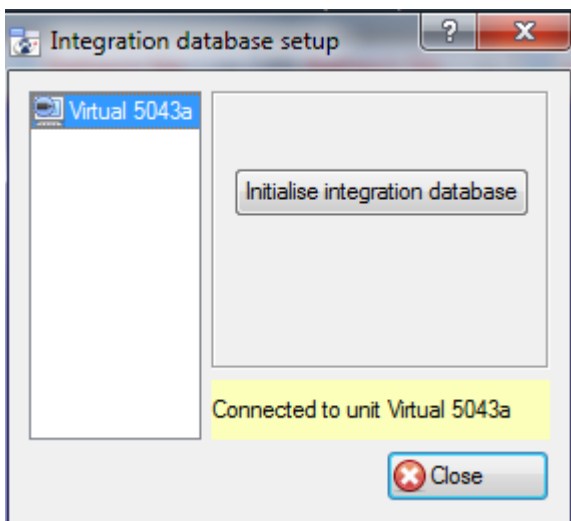 Integration database setup
?
X
Virtual 5043a
Initialise integration database
Connected to unit Virtual 5043a
Close